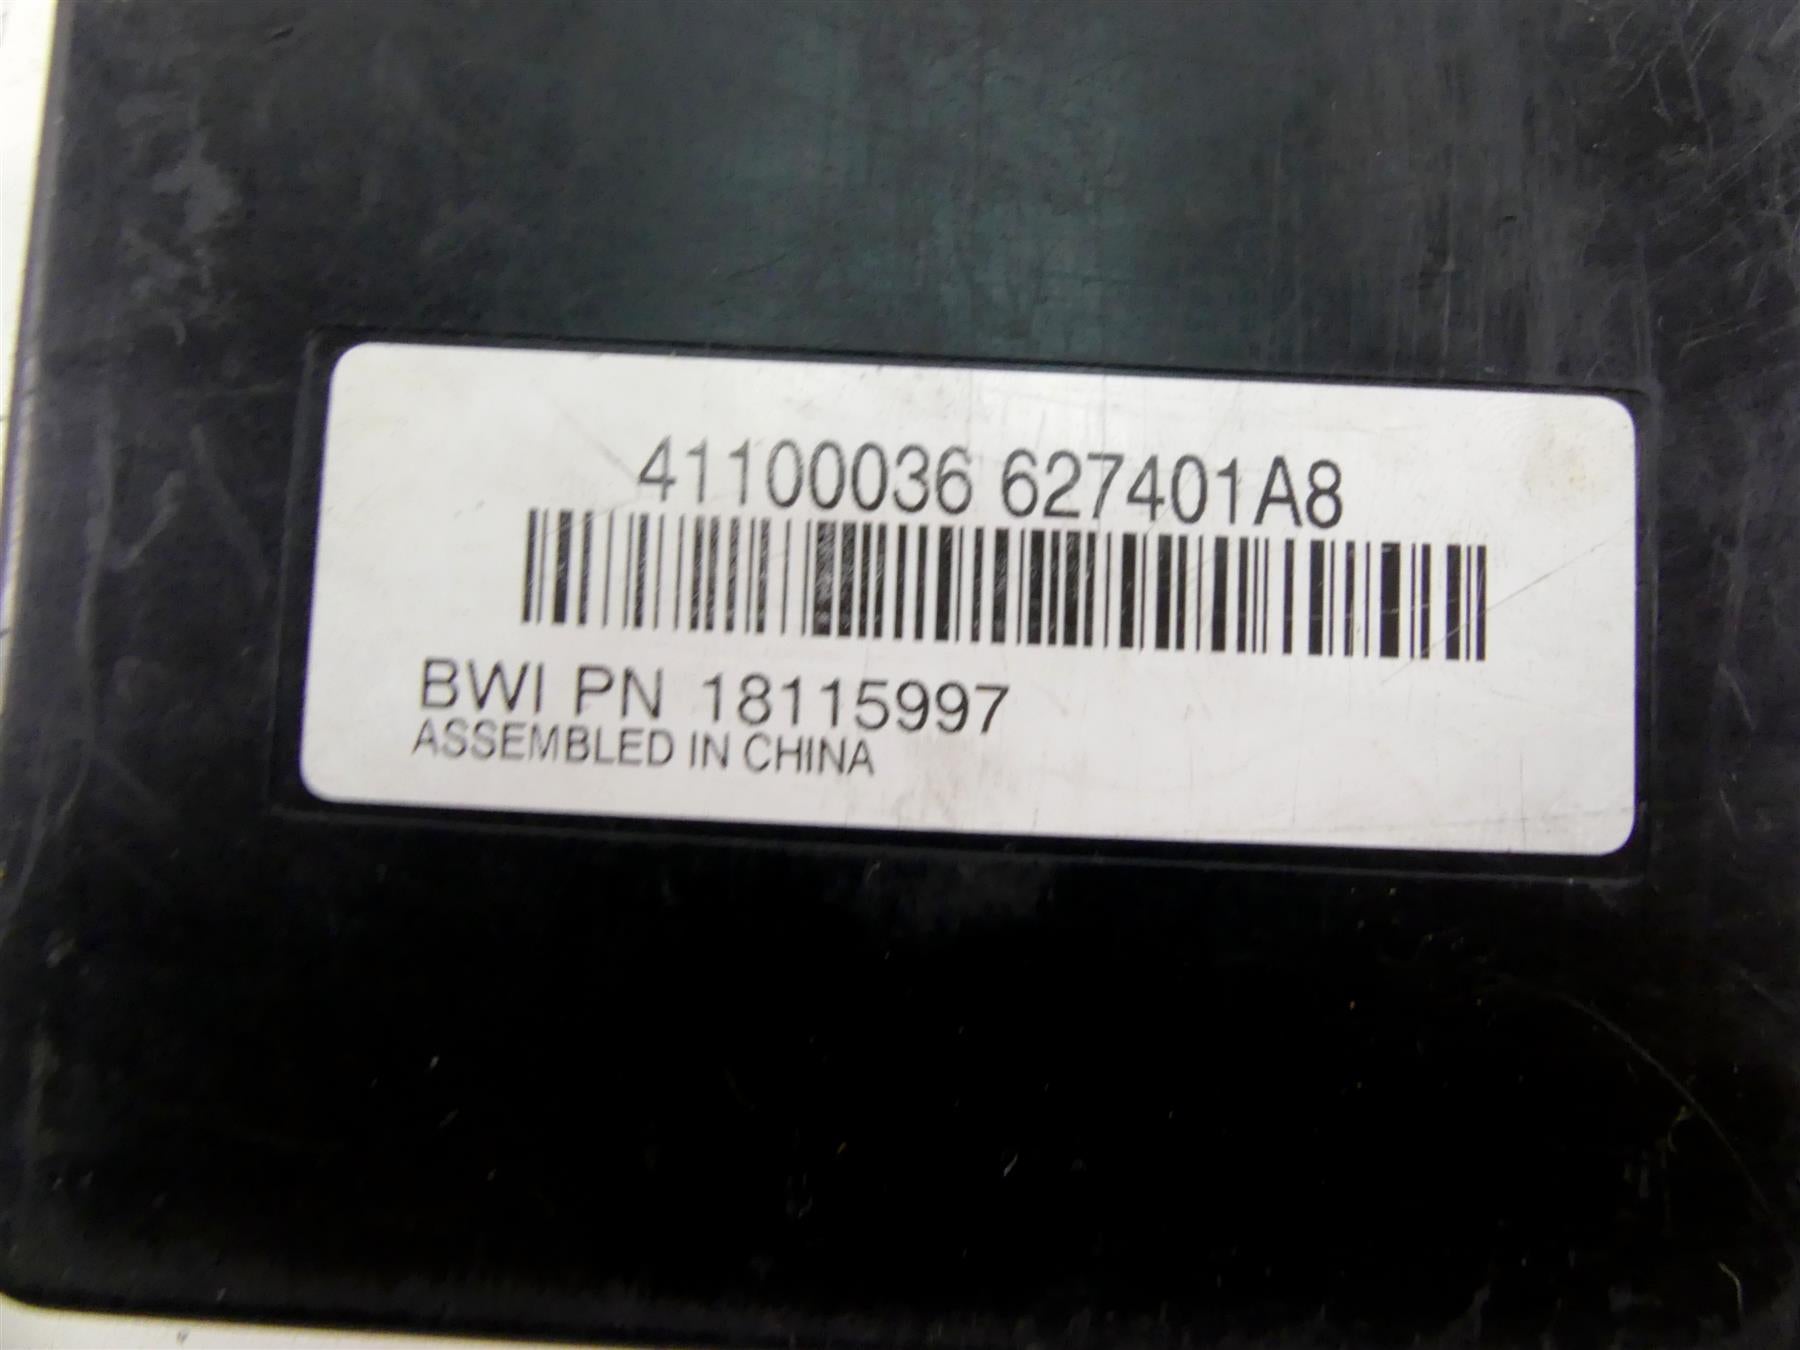 41100036 627401A8
BWI PN 18115997
ASSEMBLED IN CHINA